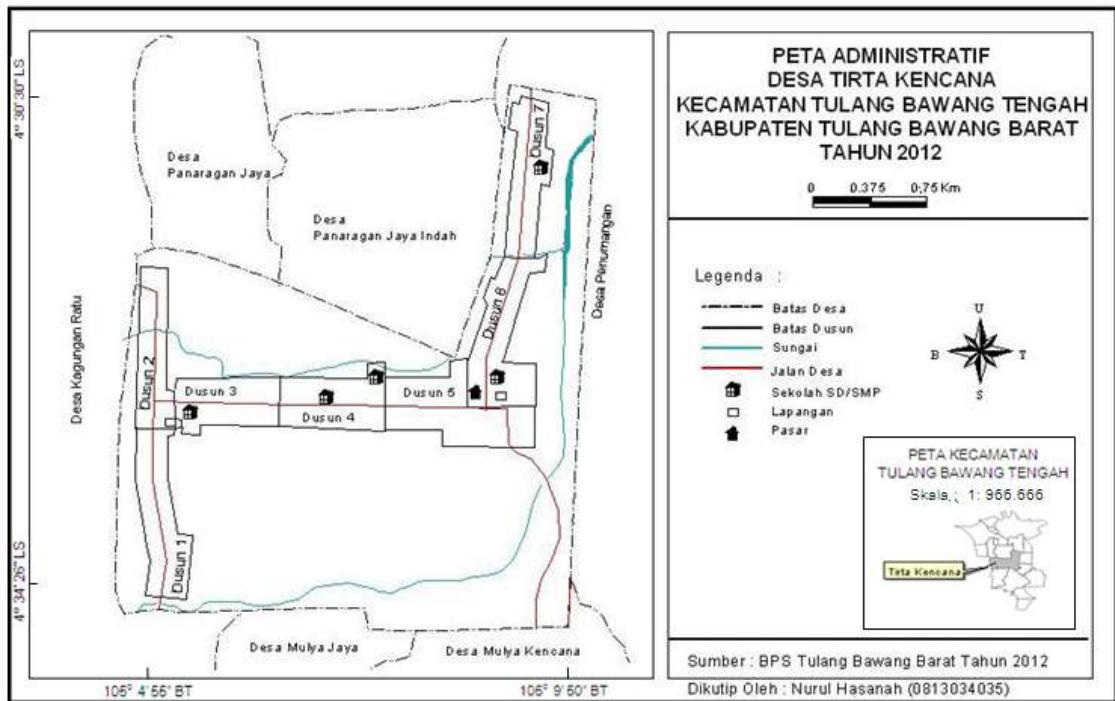 PETA ADMINISTRATIF
DESA TIRTA KENCANA
KECAMATAN TULANG BAWANG TENGAH
KABUPATEN TULANG BAWANG BARAT
TAHUN 2012
0 0.375 0.75 Km
Legenda :
Batas Desa
Batas Dusun
Sungai
Jalan Desa
Sekolah SD/SMP
Lapangan
Pasar
U
B T
S
PETA KECAMATAN
TULANG BAWANG TENGAH
Skala, ; 1: 966.666
Tirta Kencana
Sumber : BPS Tulang Bawang Barat Tahun 2012
Dikutip Oleh : Nurul Hasanah (0813034035)
4º 30'30" LS
4º 34'26" LS
Desa
Panaragan Jaya
Desa
Panaragan Jaya Indah
Desa Penumangan
Desa Kagungan Ratu
Dusun 7
Dusun 6
Dusun 2
Dusun 3
Dusun 5
Dusun 4
Dusun 1
Desa Mulya Jaya
Desa Mulya Kencana
105º 4' 55" BT
105º 9' 50" BT